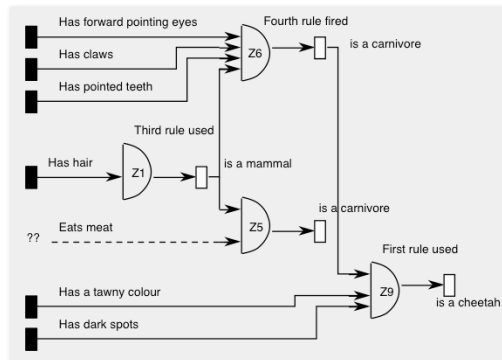 Has forward pointing eyes
Fourth rule fired
is a carnivore
Has claws
Z6
Has pointed teeth
Third rule used
Has hair
Z1
is a mammal
is a carnivore
??
Eats meat
Z5
First rule used
Has a tawny colour
Z9
is a cheetah
Has dark spots